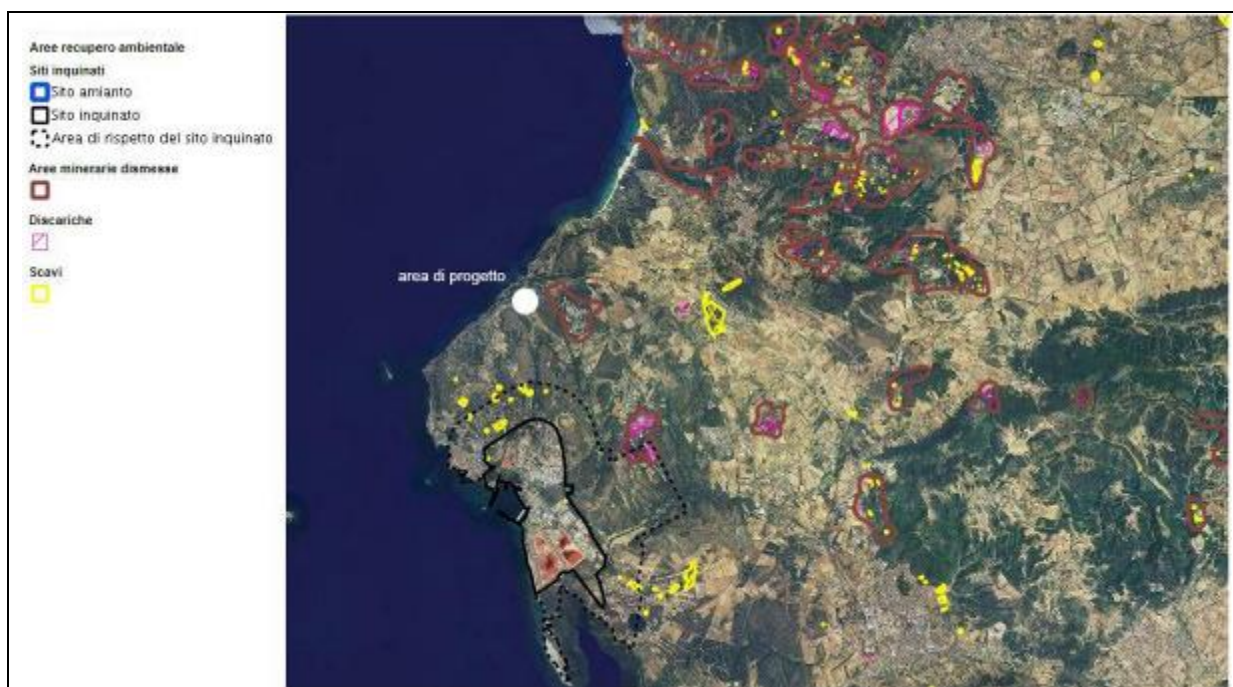 Aree recupero ambientale
Siti inquinati
Sito amianto
Sito inquinato
Area di rispetto del sito inquinato
Aree minerarie dismesse
Discariche
Scavi
area di progetto